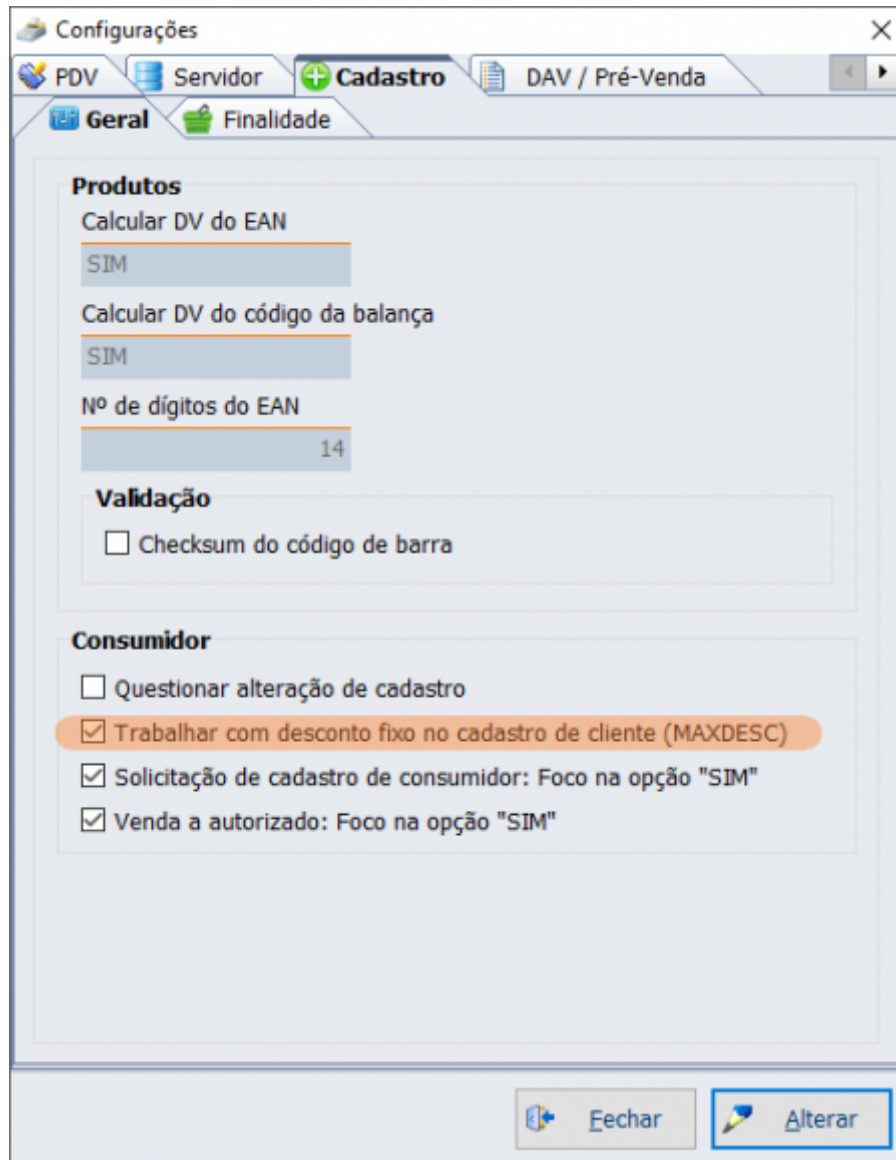 Configurações
PDV Servidor Cadastro DAV / Pré-Venda
Geral Finalidade
Produtos
Calcular DV do EAN
SIM
Calcular DV do código da balança
SIM
Nº de dígitos do EAN
14
Validação
Checksum do código de barra
Consumidor
Questionar alteração de cadastro
Trabalhar com desconto fixo no cadastro de cliente (MAXDESC)
Solicitação de cadastro de consumidor: Foco na opção "SIM"
Venda a autorizado: Foco na opção "SIM"
Fechar Alterar